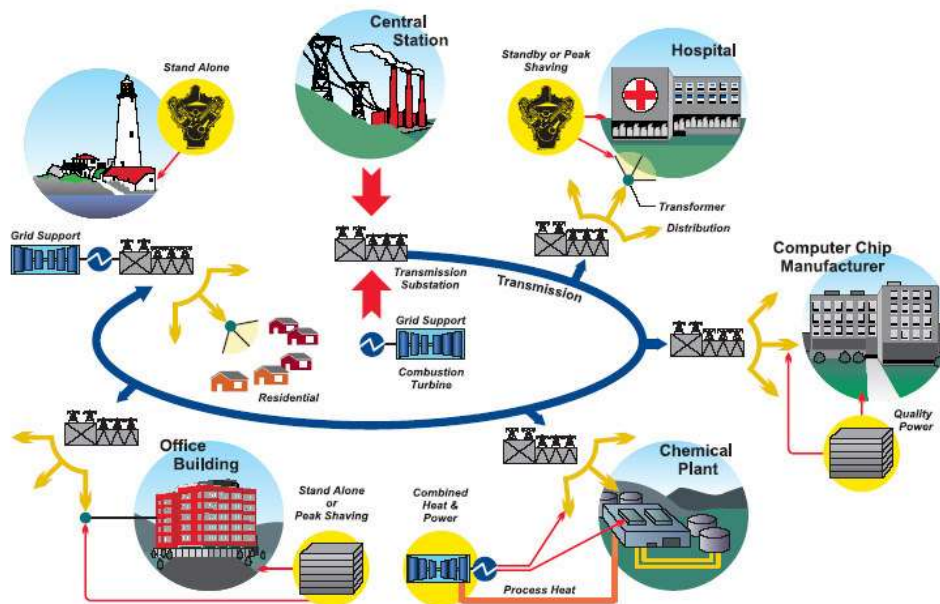 Central
Station
Stand Alone
Standby or Peak
Shaving
Hospital
Transformer
Distribution
Grid Support
Transmission
Substation
Transmission
Computer Chip
Manufacturer
Grid Support
Combustion
Turbine
Residential
Quality
Power
Office
Building
Stand Alone
or
Peak Shaving
Combined
Heat &
Power
Chemical
Plant
Process Heat